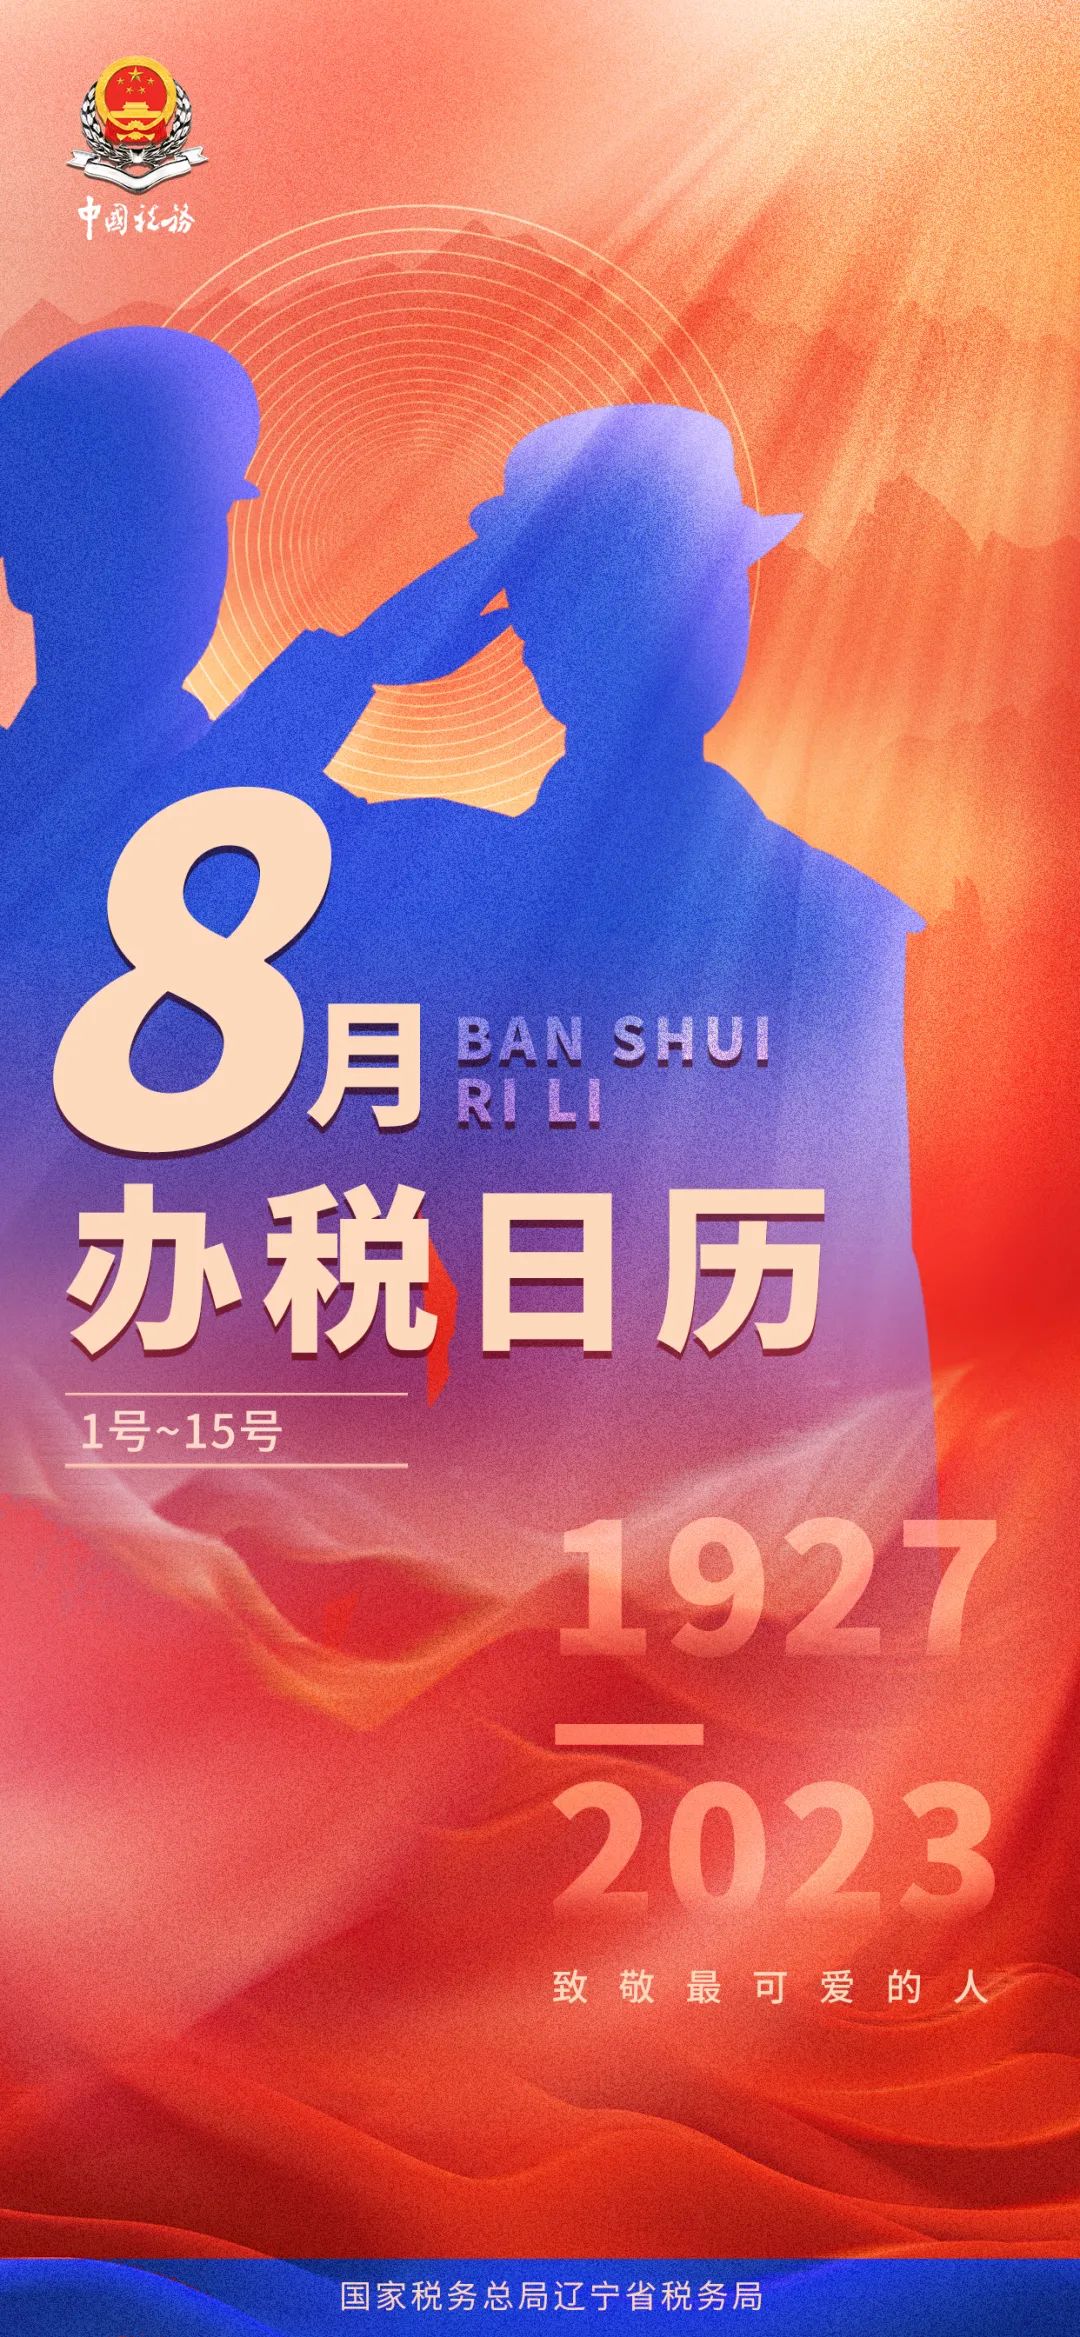 中國税務
8月
BAN SHUI
RI LI
办税日历
1号~15号
1927
—
2023
致敬最可爱的人
国家税务总局辽宁省税务局